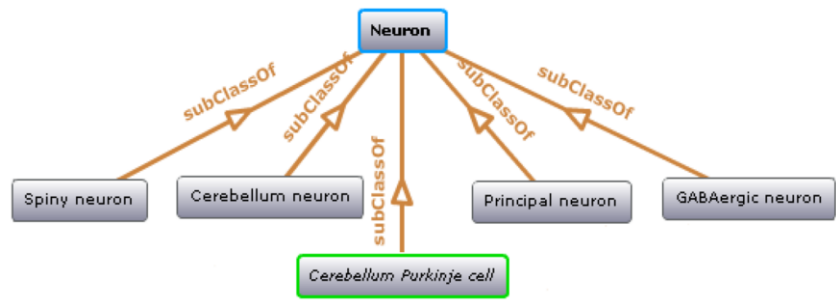 Neuron
subClassOf
subClassOf
subClassOf
subClassOf
subClassOf
Spiny neuron
Cerebellum neuron
Principal neuron
GABAergic neuron
Cerebellum Purkinje cell